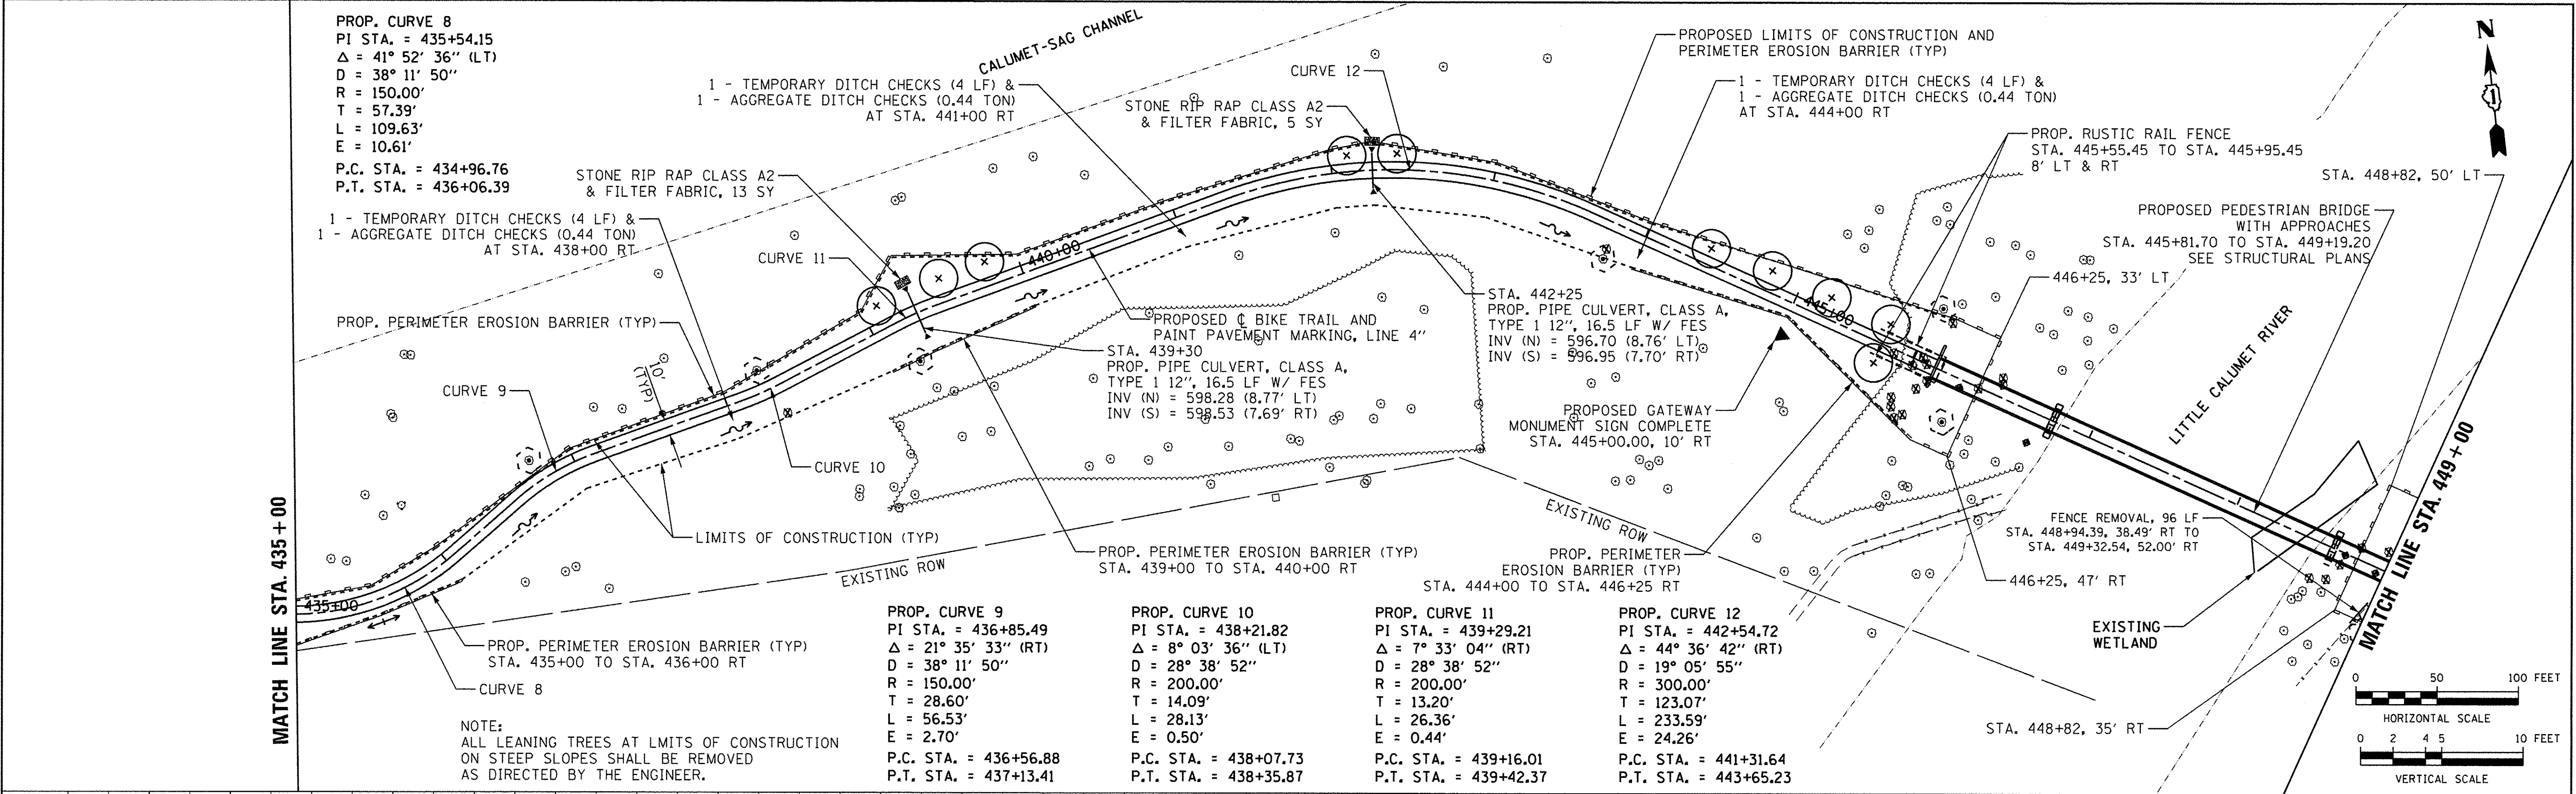 PROP. CURVE 8
PI STA. = 435+54.15
Δ = 41° 52' 36" (LT)
D = 38° 11' 50"
R = 150.00'
T = 57.39'
L = 109.63'
E = 10.61'
P.C. STA. = 434+96.76
P.T. STA. = 436+06.39
CALUMET-SAG CHANNEL
1 - TEMPORARY DITCH CHECKS (4 LF) &
1 - AGGREGATE DITCH CHECKS (0.44 TON)
AT STA. 441+00 RT
CURVE 12
STONE RIP RAP CLASS A2
& FILTER FABRIC, 5 SY
PROPOSED LIMITS OF CONSTRUCTION AND
PERIMETER EROSION BARRIER (TYP)
1 - TEMPORARY DITCH CHECKS (4 LF) &
1 - AGGREGATE DITCH CHECKS (0.44 TON)
AT STA. 444+00 RT
PROP. RUSTIC RAIL FENCE
STA. 445+55.45 TO STA. 445+95.45
8' LT & RT
N
1
STA. 448+82, 50' LT
PROPOSED PEDESTRIAN BRIDGE
WITH APPROACHES
STA. 445+81.70 TO STA. 449+19.20
SEE STRUCTURAL PLANS
446+25, 33' LT
STONE RIP RAP CLASS A2
& FILTER FABRIC, 13 SY
1 - TEMPORARY DITCH CHECKS (4 LF) &
1 - AGGREGATE DITCH CHECKS (0.44 TON)
AT STA. 438+00 RT
CURVE 11
440+00
PROP. PERIMETER EROSION BARRIER (TYP)
10'
(TYP)
CURVE 9
PROPOSED ℄ BIKE TRAIL AND
PAINT PAVEMENT MARKING, LINE 4"
STA. 439+30
PROP. PIPE CULVERT, CLASS A,
TYPE 1 12", 16.5 LF W/ FES
INV (N) = 598.28 (8.77' LT)
INV (S) = 598.53 (7.69' RT)
STA. 442+25
PROP. PIPE CULVERT, CLASS A,
TYPE 1 12", 16.5 LF W/ FES
INV (N) = 596.70 (8.76' LT)
INV (S) = 596.95 (7.70' RT)
445+00
PROPOSED GATEWAY
MONUMENT SIGN COMPLETE
STA. 445+00.00, 10' RT
LITTLE CALUMET RIVER
CURVE 10
LIMITS OF CONSTRUCTION (TYP)
EXISTING ROW
PROP. PERIMETER EROSION BARRIER (TYP)
STA. 439+00 TO STA. 440+00 RT
EXISTING ROW
PROP. PERIMETER
EROSION BARRIER (TYP)
STA. 444+00 TO STA. 446+25 RT
FENCE REMOVAL, 96 LF
STA. 448+94.39, 38.49' RT TO
STA. 449+32.54, 52.00' RT
446+25, 47' RT
EXISTING
WETLAND
MATCH LINE STA. 449+00
MATCH LINE STA. 435+00
435+00
PROP. PERIMETER EROSION BARRIER (TYP)
STA. 435+00 TO STA. 436+00 RT
CURVE 8
NOTE:
ALL LEANING TREES AT LMITS OF CONSTRUCTION
ON STEEP SLOPES SHALL BE REMOVED
AS DIRECTED BY THE ENGINEER.
PROP. CURVE 9
PI STA. = 436+85.49
Δ = 21° 35' 33" (RT)
D = 38° 11' 50"
R = 150.00'
T = 28.60'
L = 56.53'
E = 2.70'
P.C. STA. = 436+56.88
P.T. STA. = 437+13.41
PROP. CURVE 10
PI STA. = 438+21.82
Δ = 8° 03' 36" (LT)
D = 28° 38' 52"
R = 200.00'
T = 14.09'
L = 28.13'
E = 0.50'
P.C. STA. = 438+07.73
P.T. STA. = 438+35.87
PROP. CURVE 11
PI STA. = 439+29.21
Δ = 7° 33' 04" (RT)
D = 28° 38' 52"
R = 200.00'
T = 13.20'
L = 26.36'
E = 0.44'
P.C. STA. = 439+16.01
P.T. STA. = 439+42.37
PROP. CURVE 12
PI STA. = 442+54.72
Δ = 44° 36' 42" (RT)
D = 19° 05' 55"
R = 300.00'
T = 123.07'
L = 233.59'
E = 24.26'
P.C. STA. = 441+31.64
P.T. STA. = 443+65.23
STA. 448+82, 35' RT
0 50 100 FEET
HORIZONTAL SCALE
0 2 4 5 10 FEET
VERTICAL SCALE